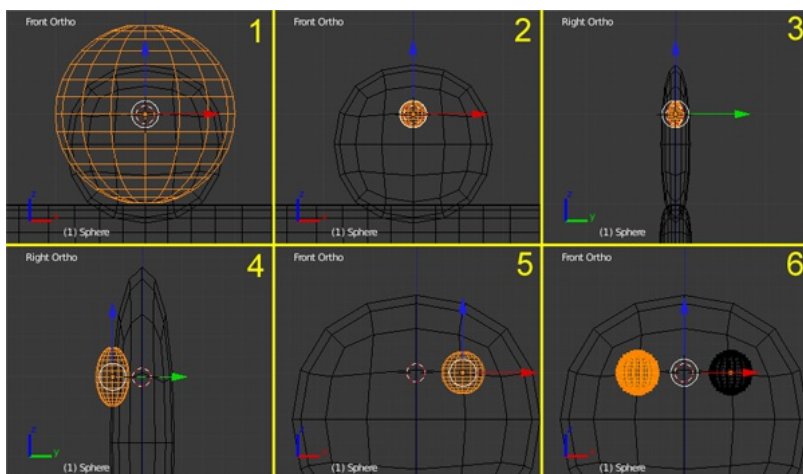 Front Ortho
1
z
x
(1) Sphere
Front Ortho
2
z
x
(1) Sphere
Right Ortho
3
z
y
(1) Sphere
Right Ortho
4
z
y
(1) Sphere
Front Ortho
5
z
x
(1) Sphere
Front Ortho
6
z
x
(1) Sphere